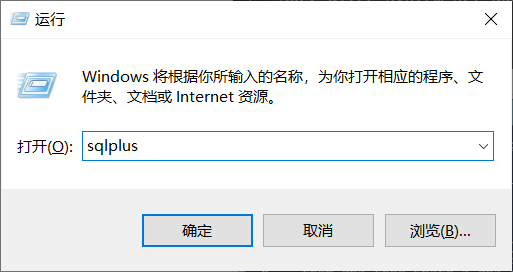 运行
Windows 将根据你所输入的名称，为你打开相应的程序、文
件夹、文档或 Internet 资源。
打开(O): sqlplus
确定 取消 浏览(B)...